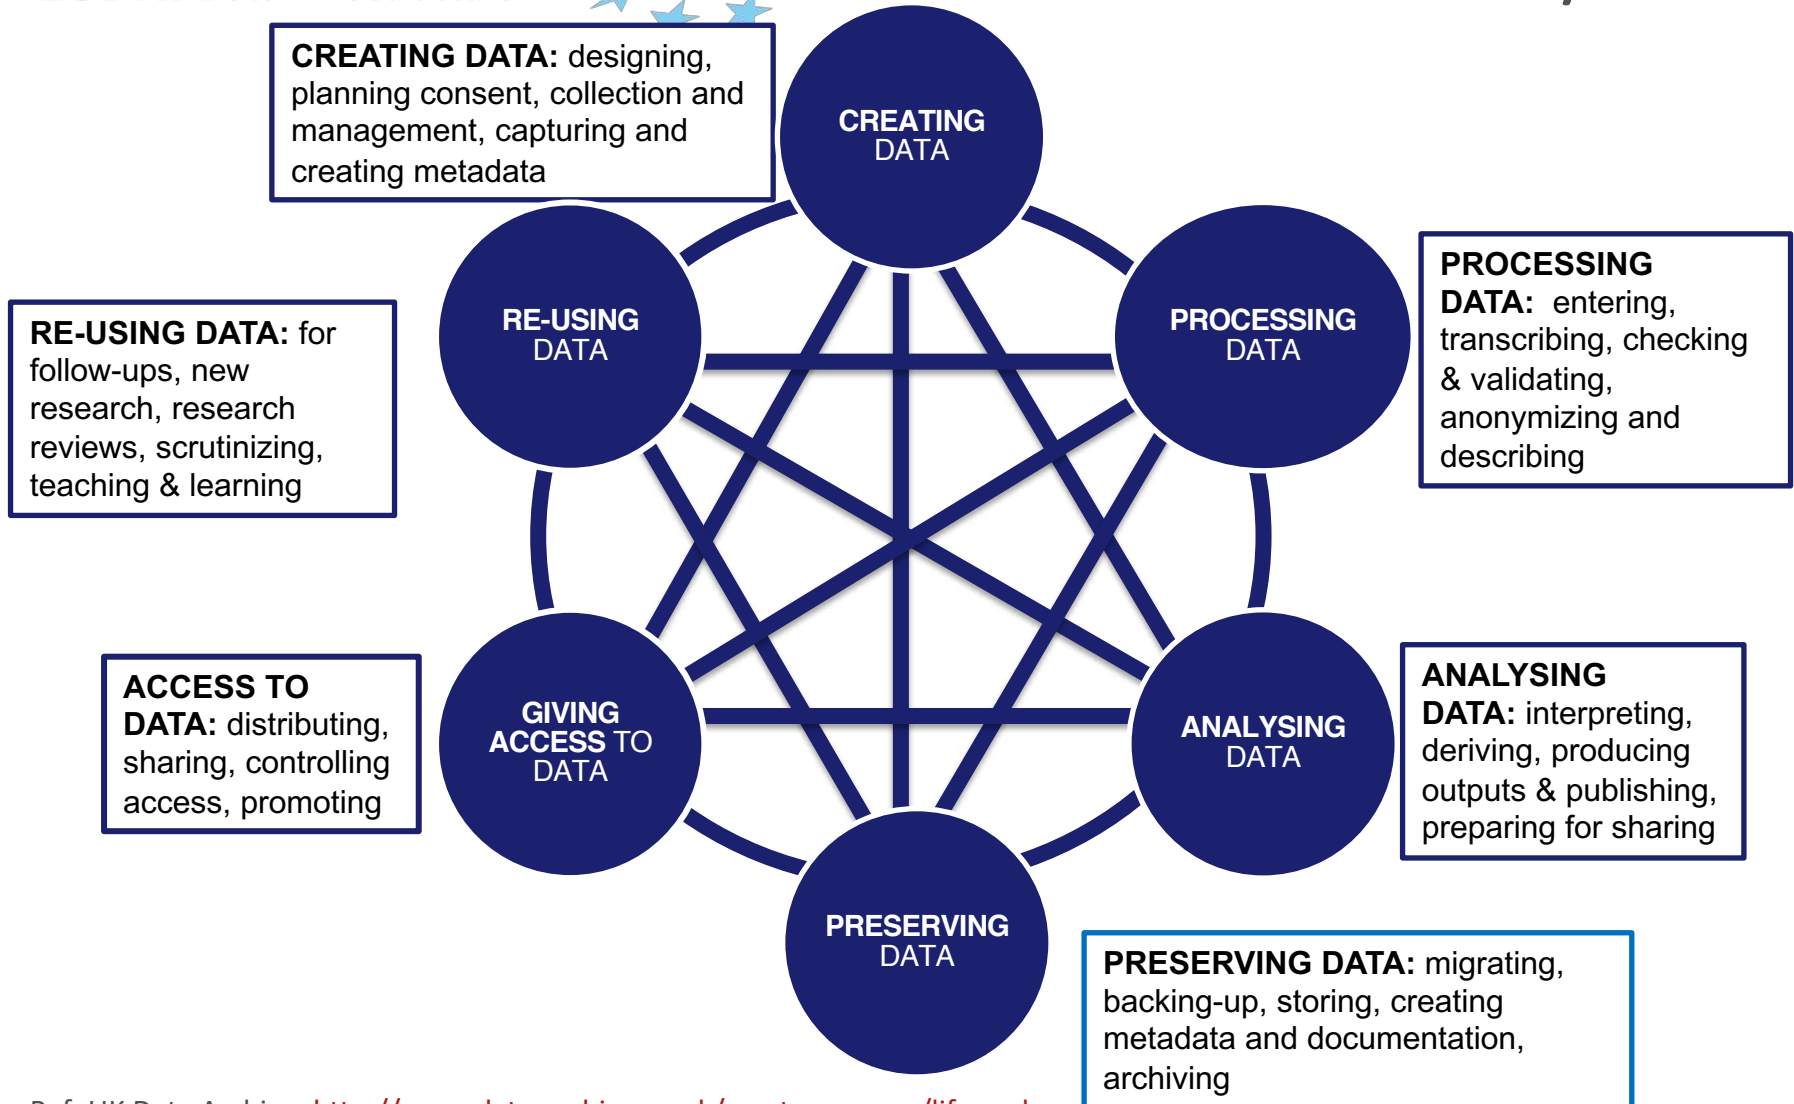 CREATING DATA: designing,
planning consent, collection and
management, capturing and
creating metadata
CREATING
DATA
RE-USING
DATA
PROCESSING
DATA
PROCESSING
DATA: entering,
transcribing, checking
& validating,
anonymizing and
describing
RE-USING DATA: for
follow-ups, new
research, research
reviews, scrutinizing,
teaching & learning
ACCESS TO
DATA: distributing,
sharing, controlling
access, promoting
GIVING
ACCESS TO
DATA
ANALYSING
DATA
ANALYSING
DATA: interpreting,
deriving, producing
outputs & publishing,
preparing for sharing
PRESERVING
DATA
PRESERVING DATA: migrating,
backing-up, storing, creating
metadata and documentation,
archiving